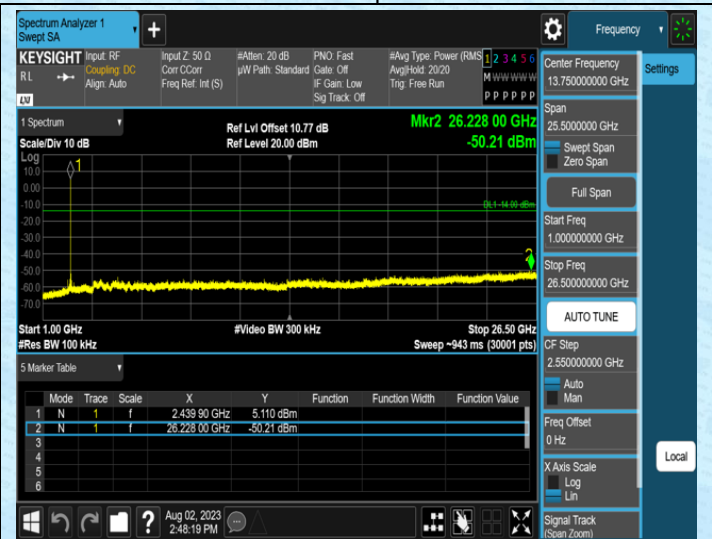 Spectrum Analyzer 1
Swept SA
+
Frequency
KEYSIGHT
RL
LXI
Input: RF
Coupling: DC
Align: Auto
Input Z: 50 Ω
Corr CCorr
Freq Ref: Int (S)
#Atten: 20 dB
µW Path: Standard
PNO: Fast
Gate: Off
IF Gain: Low
Sig Track: Off
#Avg Type: Power (RMS
Avg|Hold: 20/20
Trig: Free Run
1 2 3 4 5 6
M W W W W W
P P P P P P
1 Spectrum
Scale/Div 10 dB
Ref Lvl Offset 10.77 dB
Ref Level 20.00 dBm
Mkr2 26.228 00 GHz
-50.21 dBm
Log
10.0
0.00
-10.0
-20.0
-30.0
-40.0
-50.0
-60.0
-70.0
1
DL1 -14.00 dBm
2
Start 1.00 GHz
#Res BW 100 kHz
#Video BW 300 kHz
Stop 26.50 GHz
Sweep ~943 ms (30001 pts)
5 Marker Table
Mode Trace Scale X Y Function Function Width Function Value
1 N 1 f 2.439 90 GHz 5.110 dBm
2 N 1 f 26.228 00 GHz -50.21 dBm
3
4
5
6
?
Aug 02, 2023
2:48:19 PM
Center Frequency
13.750000000 GHz
Settings
Span
25.5000000 GHz
Swept Span
Zero Span
Full Span
Start Freq
1.000000000 GHz
Stop Freq
26.500000000 GHz
AUTO TUNE
CF Step
2.550000000 GHz
Auto
Man
Freq Offset
0 Hz
X Axis Scale
Log
Lin
Signal Track
(Span Zoom)
Local